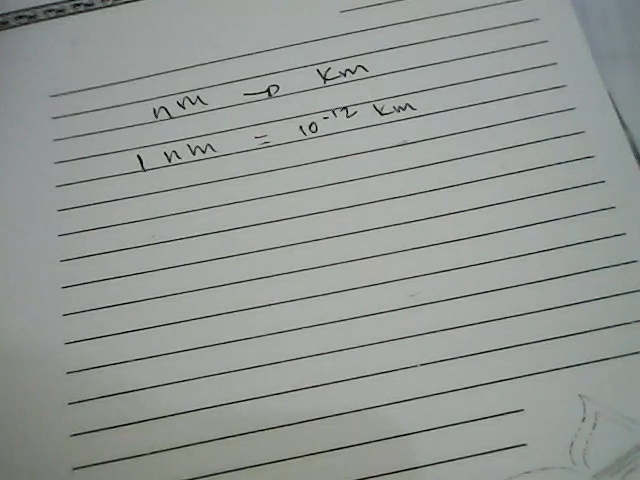 nm → km
1 nm = 10⁻¹² km